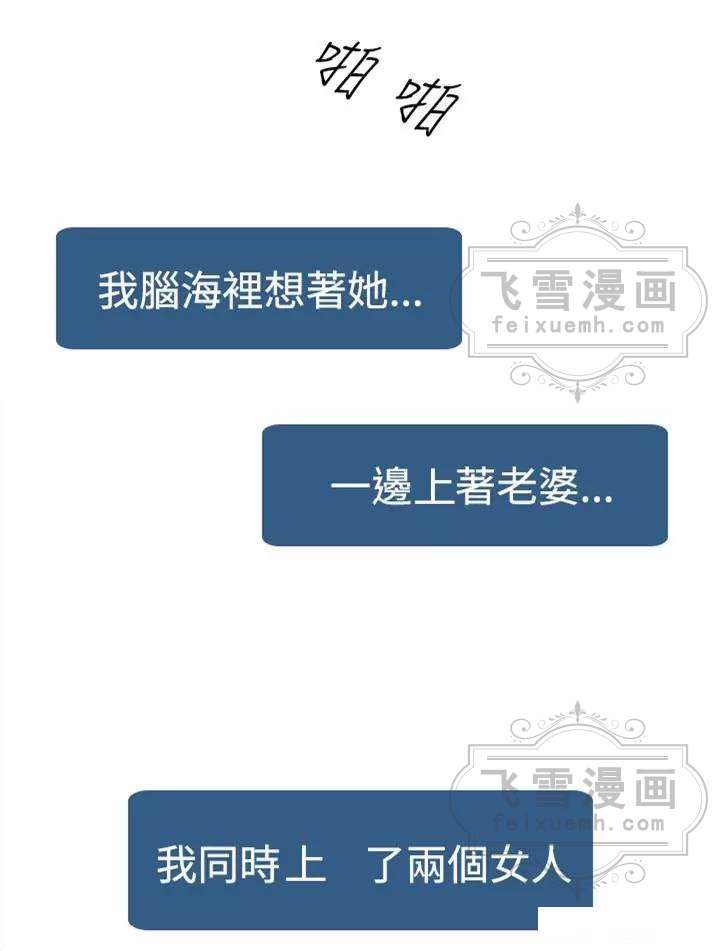 啪
啪
我腦海裡想著她...
飞雪漫画
feixuemh.com
一邊上著老婆...
飞雪漫画
feixuemh.com
我同時上 了兩個女人